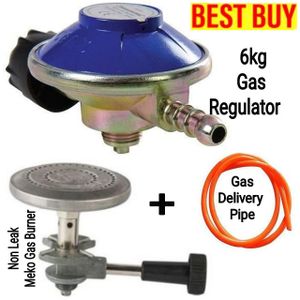 BEST BUY
6kg
Gas
Regulator
Non Leak
Meko Gas Burner
+
Gas
Delivery
Pipe